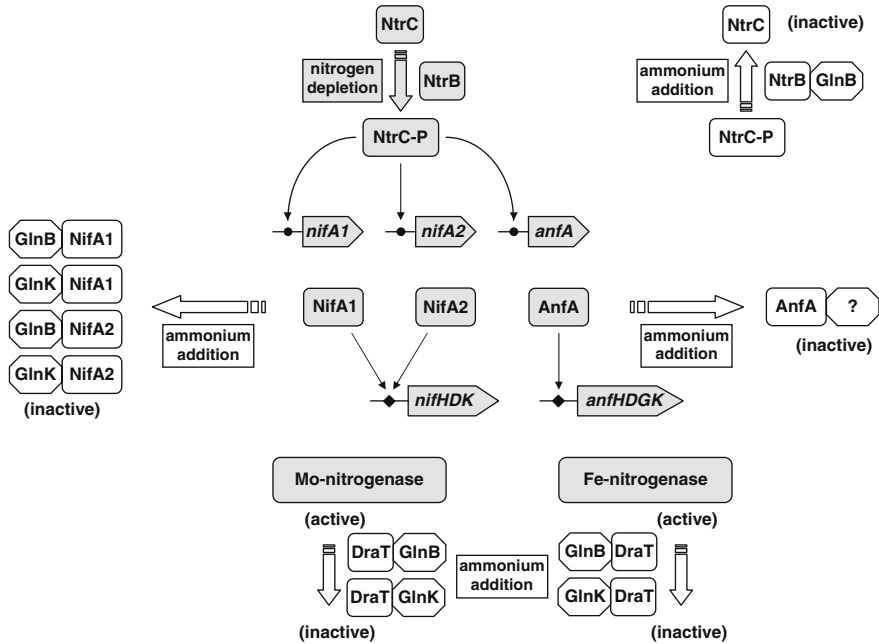 NtrC
nitrogen
depletion
NtrB
NtrC-P
NtrC
(inactive)
ammonium
addition
NtrB
GlnB
NtrC-P
nifA1
nifA2
anfA
GlnB
NifA1
GlnK
NifA1
GlnB
NifA2
GlnK
NifA2
(inactive)
ammonium
addition
NifA1
NifA2
AnfA
ammonium
addition
AnfA
?
(inactive)
nifHDK
anfHDGK
Mo-nitrogenase
(active)
DraT
GlnB
DraT
GlnK
(inactive)
ammonium
addition
Fe-nitrogenase
(active)
GlnB
DraT
GlnK
DraT
(inactive)